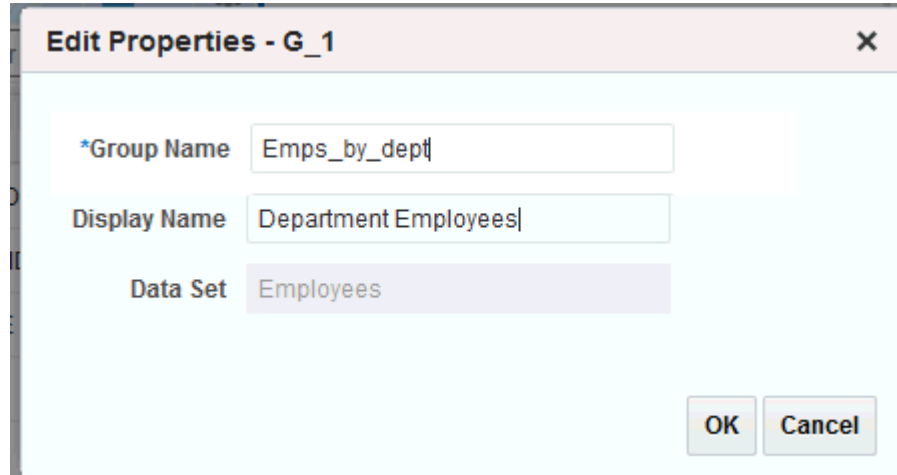 Edit Properties - G_1
*Group Name Emps_by_dept
Display Name Department Employees
Data Set Employees
OK Cancel